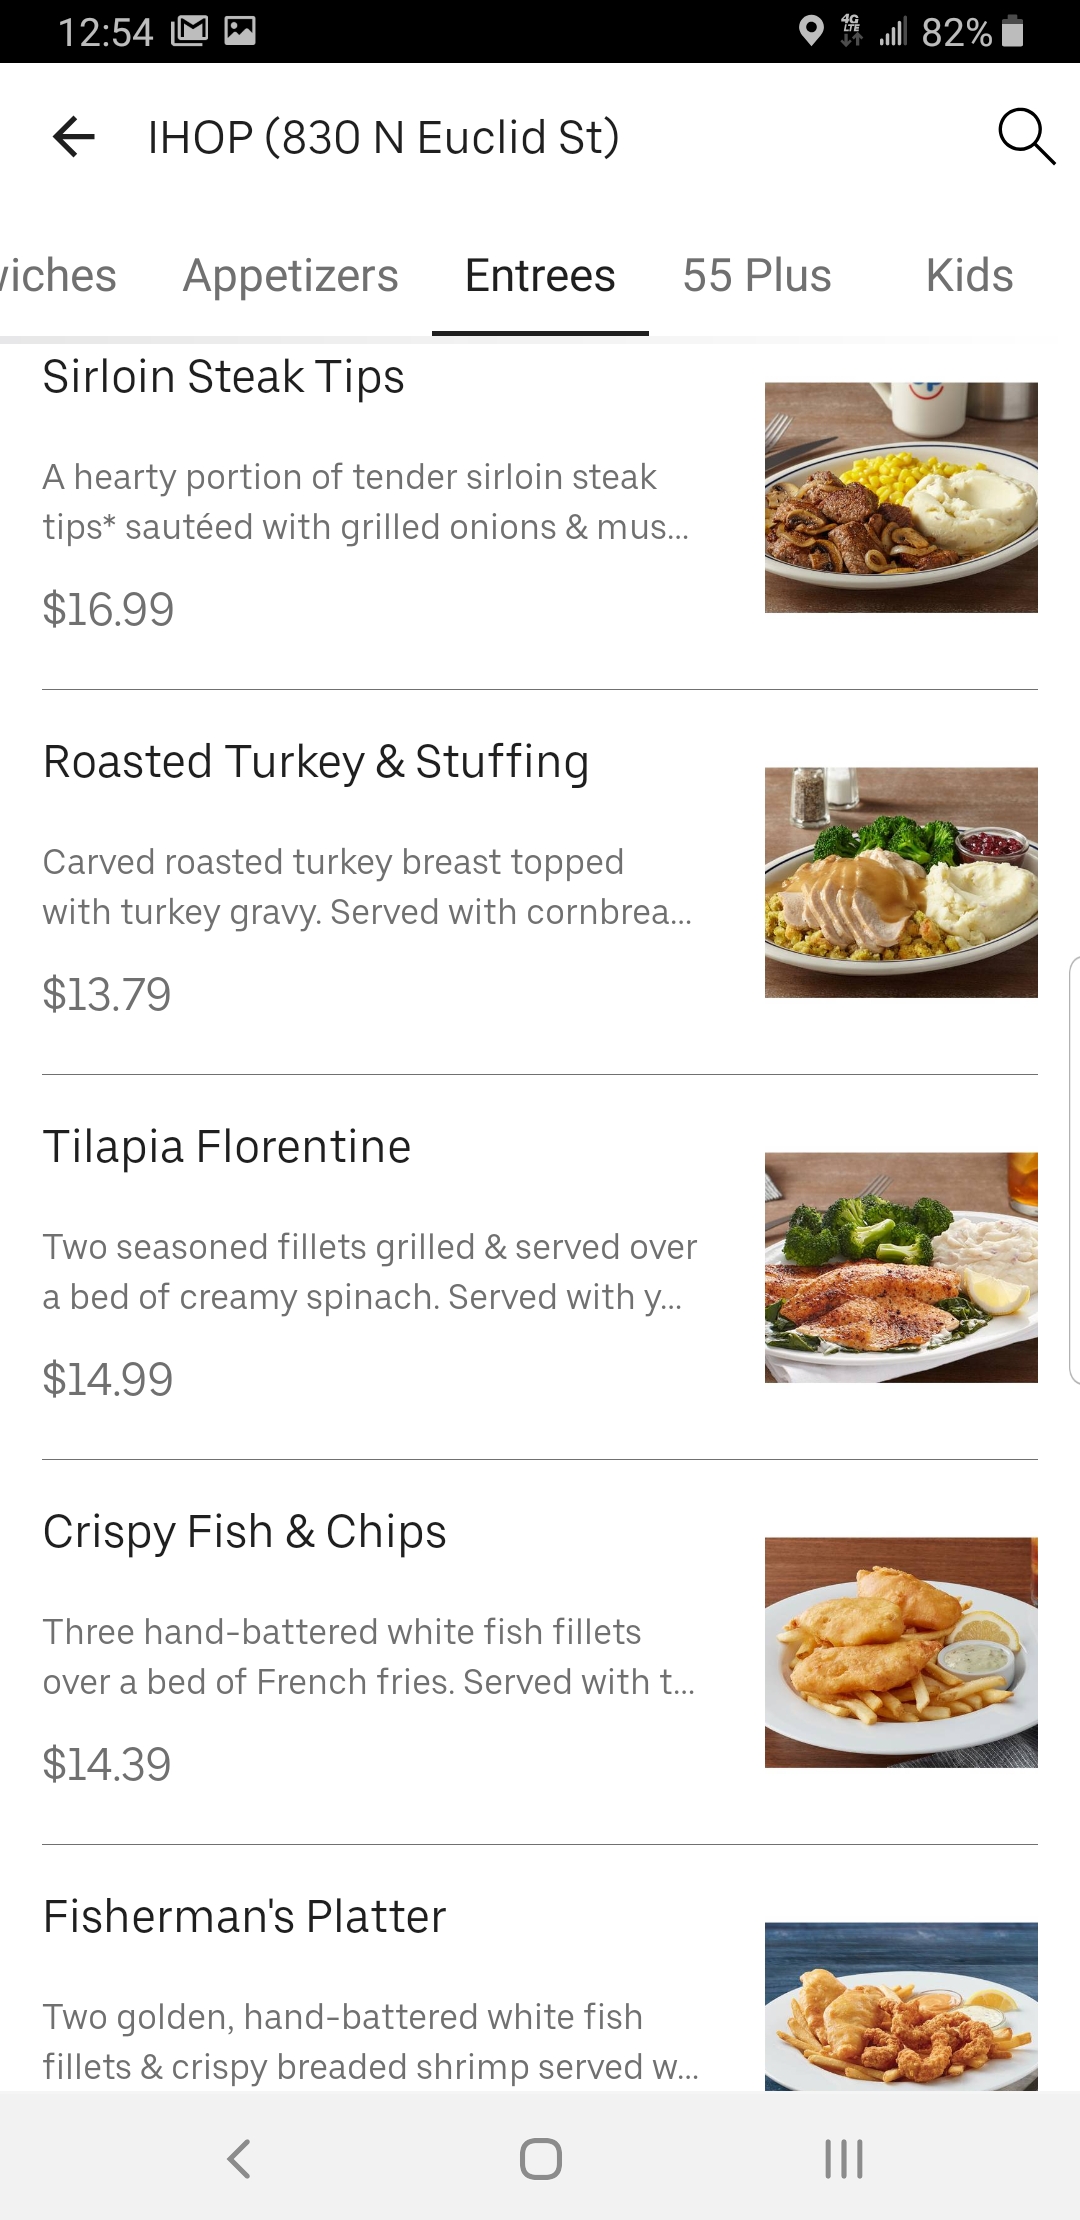 12:54
4G LTE 82%
IHOP (830 N Euclid St)
viches Appetizers Entrees 55 Plus Kids
Sirloin Steak Tips
A hearty portion of tender sirloin steak
tips* sautéed with grilled onions & mus...
$16.99
Roasted Turkey & Stuffing
Carved roasted turkey breast topped
with turkey gravy. Served with cornbrea...
$13.79
Tilapia Florentine
Two seasoned fillets grilled & served over
a bed of creamy spinach. Served with y...
$14.99
Crispy Fish & Chips
Three hand-battered white fish fillets
over a bed of French fries. Served with t...
$14.39
Fisherman's Platter
Two golden, hand-battered white fish
fillets & crispy breaded shrimp served w...